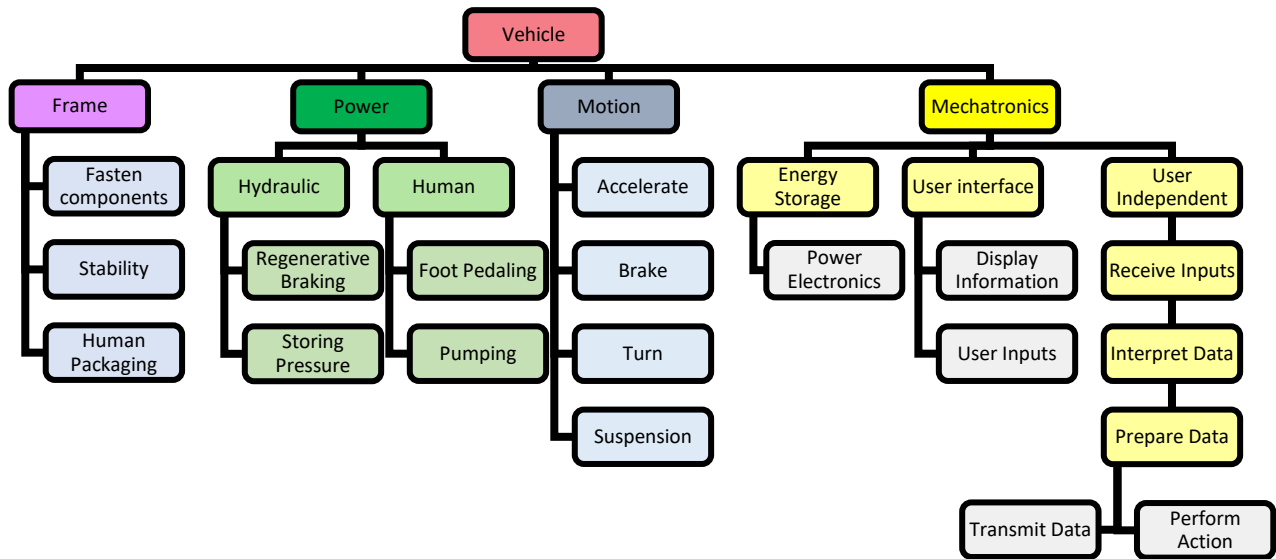 Vehicle
Frame
Power
Motion
Mechatronics
Fasten
components
Stability
Human
Packaging
Hydraulic
Human
Regenerative
Braking
Foot Pedaling
Storing
Pressure
Pumping
Accelerate
Brake
Turn
Suspension
Energy
Storage
User interface
User
Independent
Power
Electronics
Display
Information
Receive Inputs
User Inputs
Interpret Data
Prepare Data
Transmit Data
Perform
Action